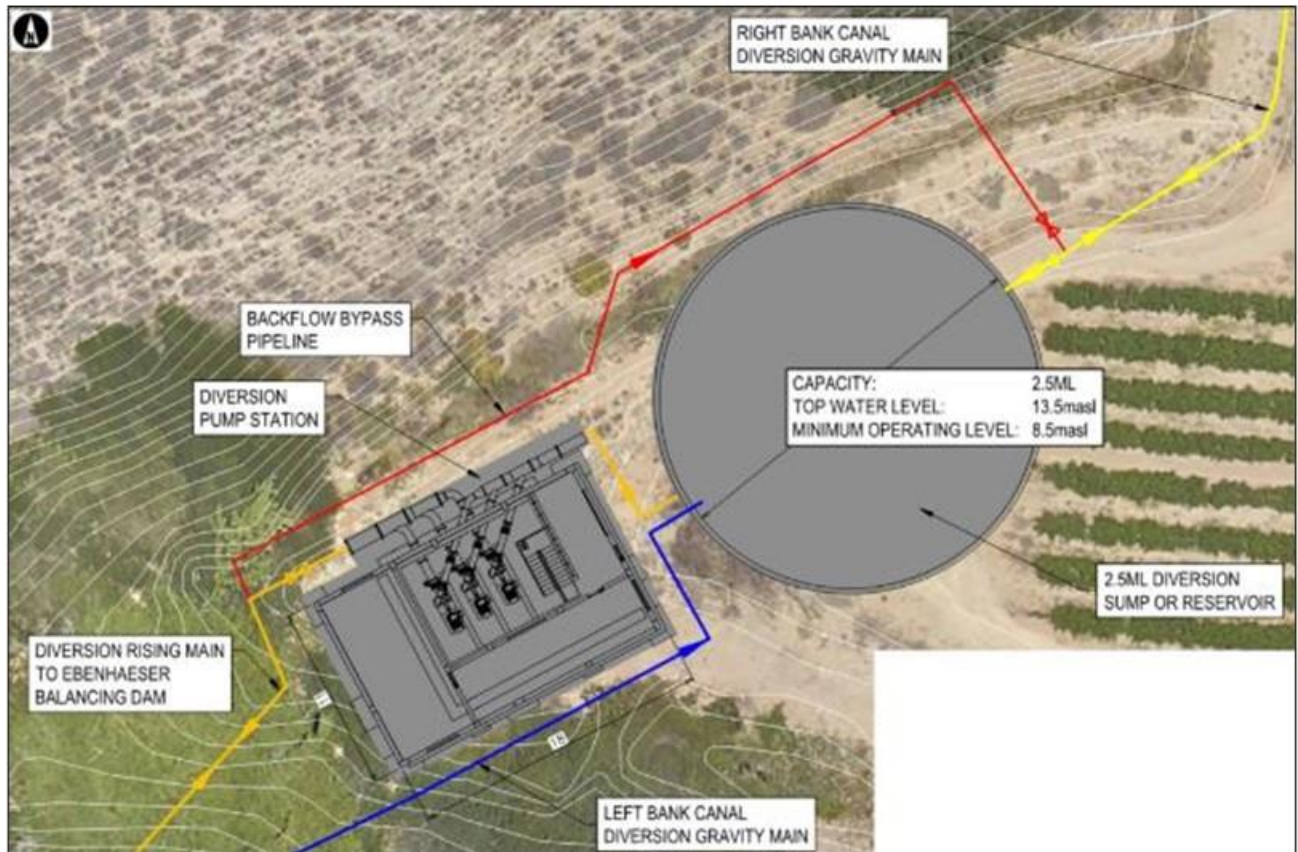 N
RIGHT BANK CANAL
DIVERSION GRAVITY MAIN
BACKFLOW BYPASS
PIPELINE
DIVERSION
PUMP STATION
CAPACITY: 2.5ML
TOP WATER LEVEL: 13.5masl
MINIMUM OPERATING LEVEL: 8.5masl
2.5ML DIVERSION
SUMP OR RESERVOIR
DIVERSION RISING MAIN
TO EBENHAESER
BALANCING DAM
18
LEFT BANK CANAL
DIVERSION GRAVITY MAIN